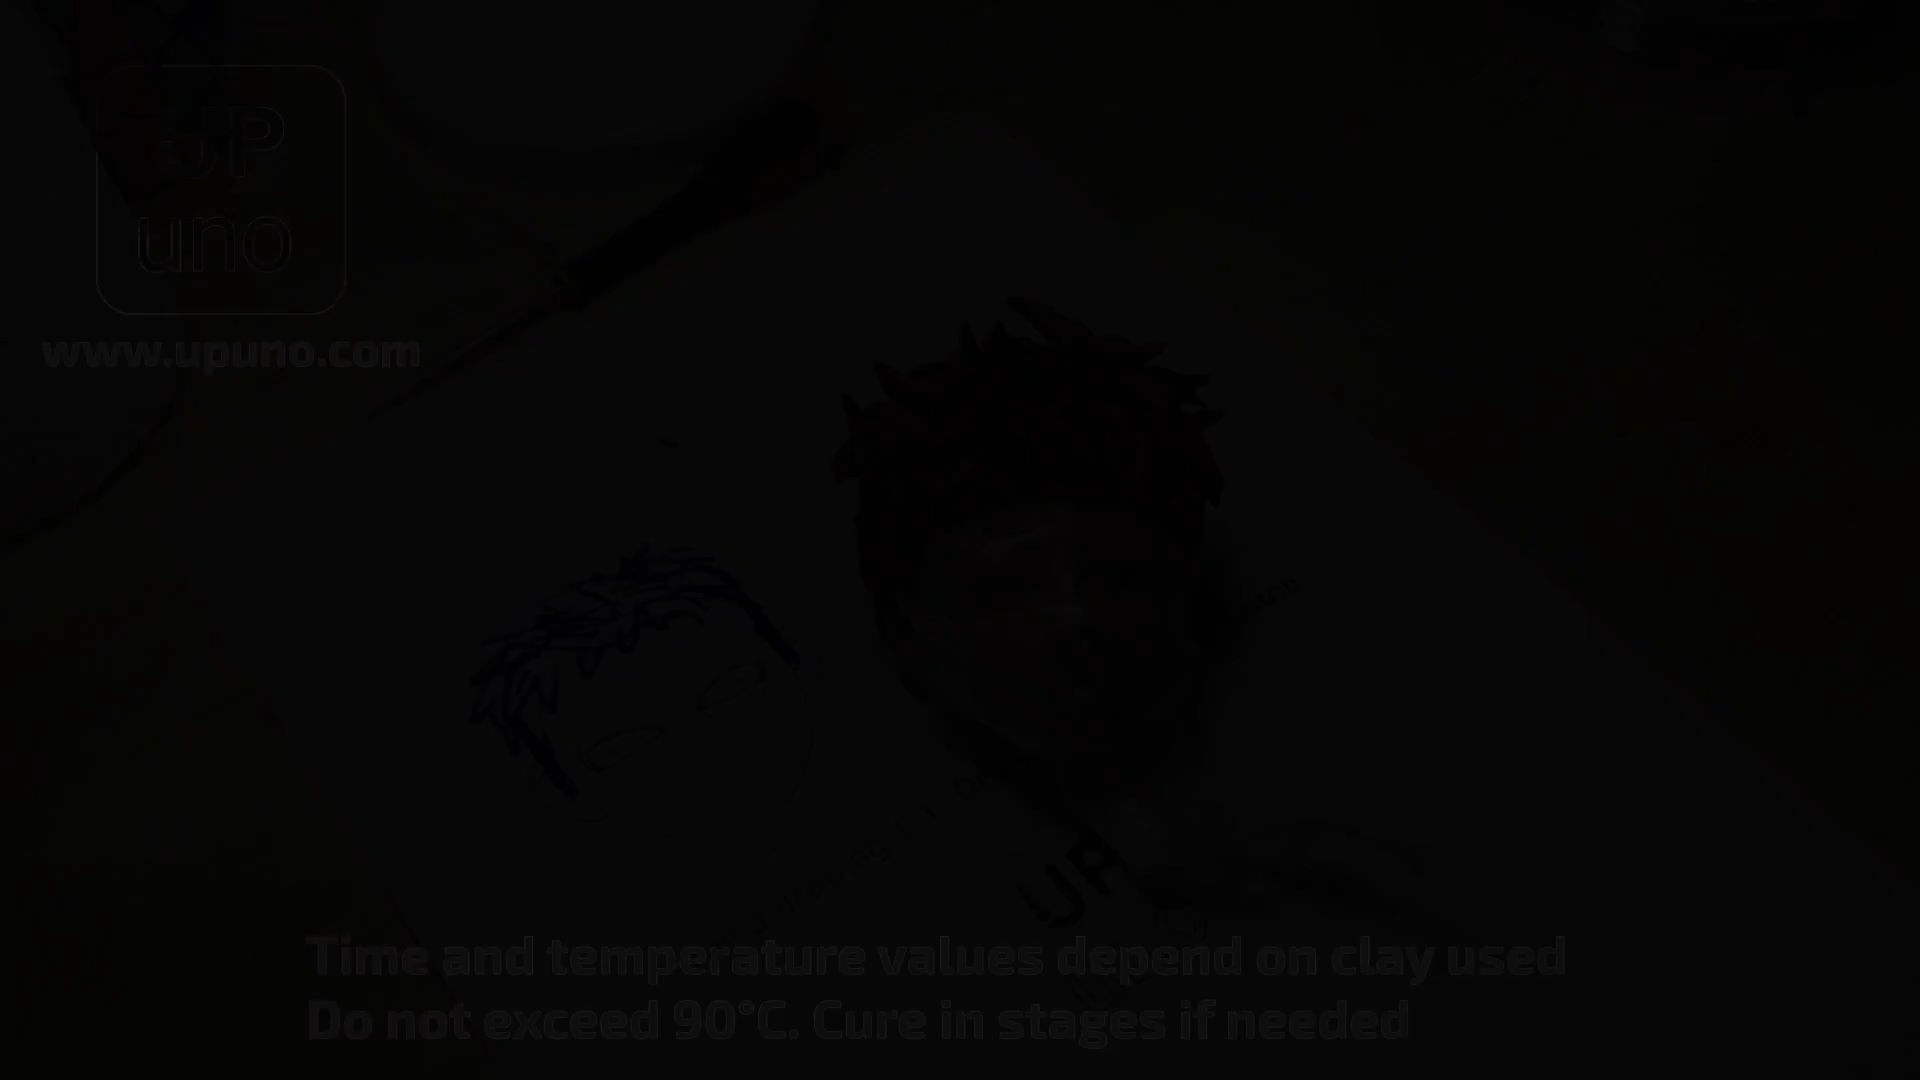 UP
uno
www.upuno.com
UP
Time and temperature values depend on clay used
Do not exceed 90°C. Cure in stages if needed